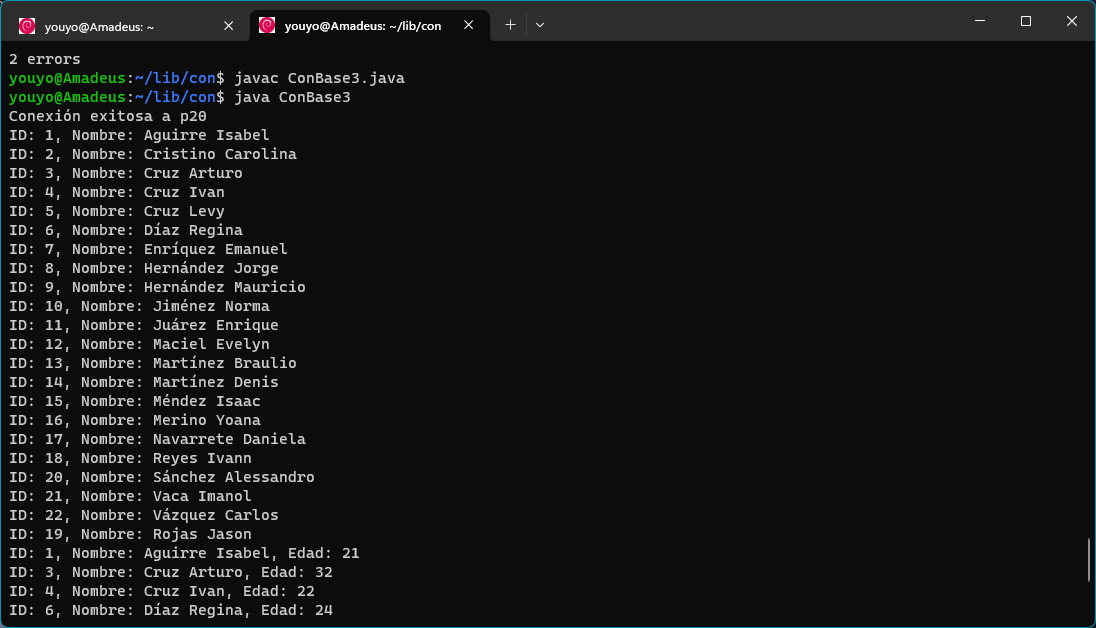 youyo@Amadeus: ~
youyo@Amadeus: ~/lib/con
2 errors
youyo@Amadeus:~/lib/con$ javac ConBase3.java
youyo@Amadeus:~/lib/con$ java ConBase3
Conexión exitosa a p20
ID: 1, Nombre: Aguirre Isabel
ID: 2, Nombre: Cristino Carolina
ID: 3, Nombre: Cruz Arturo
ID: 4, Nombre: Cruz Ivan
ID: 5, Nombre: Cruz Levy
ID: 6, Nombre: Díaz Regina
ID: 7, Nombre: Enríquez Emanuel
ID: 8, Nombre: Hernández Jorge
ID: 9, Nombre: Hernández Mauricio
ID: 10, Nombre: Jiménez Norma
ID: 11, Nombre: Juárez Enrique
ID: 12, Nombre: Maciel Evelyn
ID: 13, Nombre: Martínez Braulio
ID: 14, Nombre: Martínez Denis
ID: 15, Nombre: Méndez Isaac
ID: 16, Nombre: Merino Yoana
ID: 17, Nombre: Navarrete Daniela
ID: 18, Nombre: Reyes Ivann
ID: 20, Nombre: Sánchez Alessandro
ID: 21, Nombre: Vaca Imanol
ID: 22, Nombre: Vázquez Carlos
ID: 19, Nombre: Rojas Jason
ID: 1, Nombre: Aguirre Isabel, Edad: 21
ID: 3, Nombre: Cruz Arturo, Edad: 32
ID: 4, Nombre: Cruz Ivan, Edad: 22
ID: 6, Nombre: Díaz Regina, Edad: 24